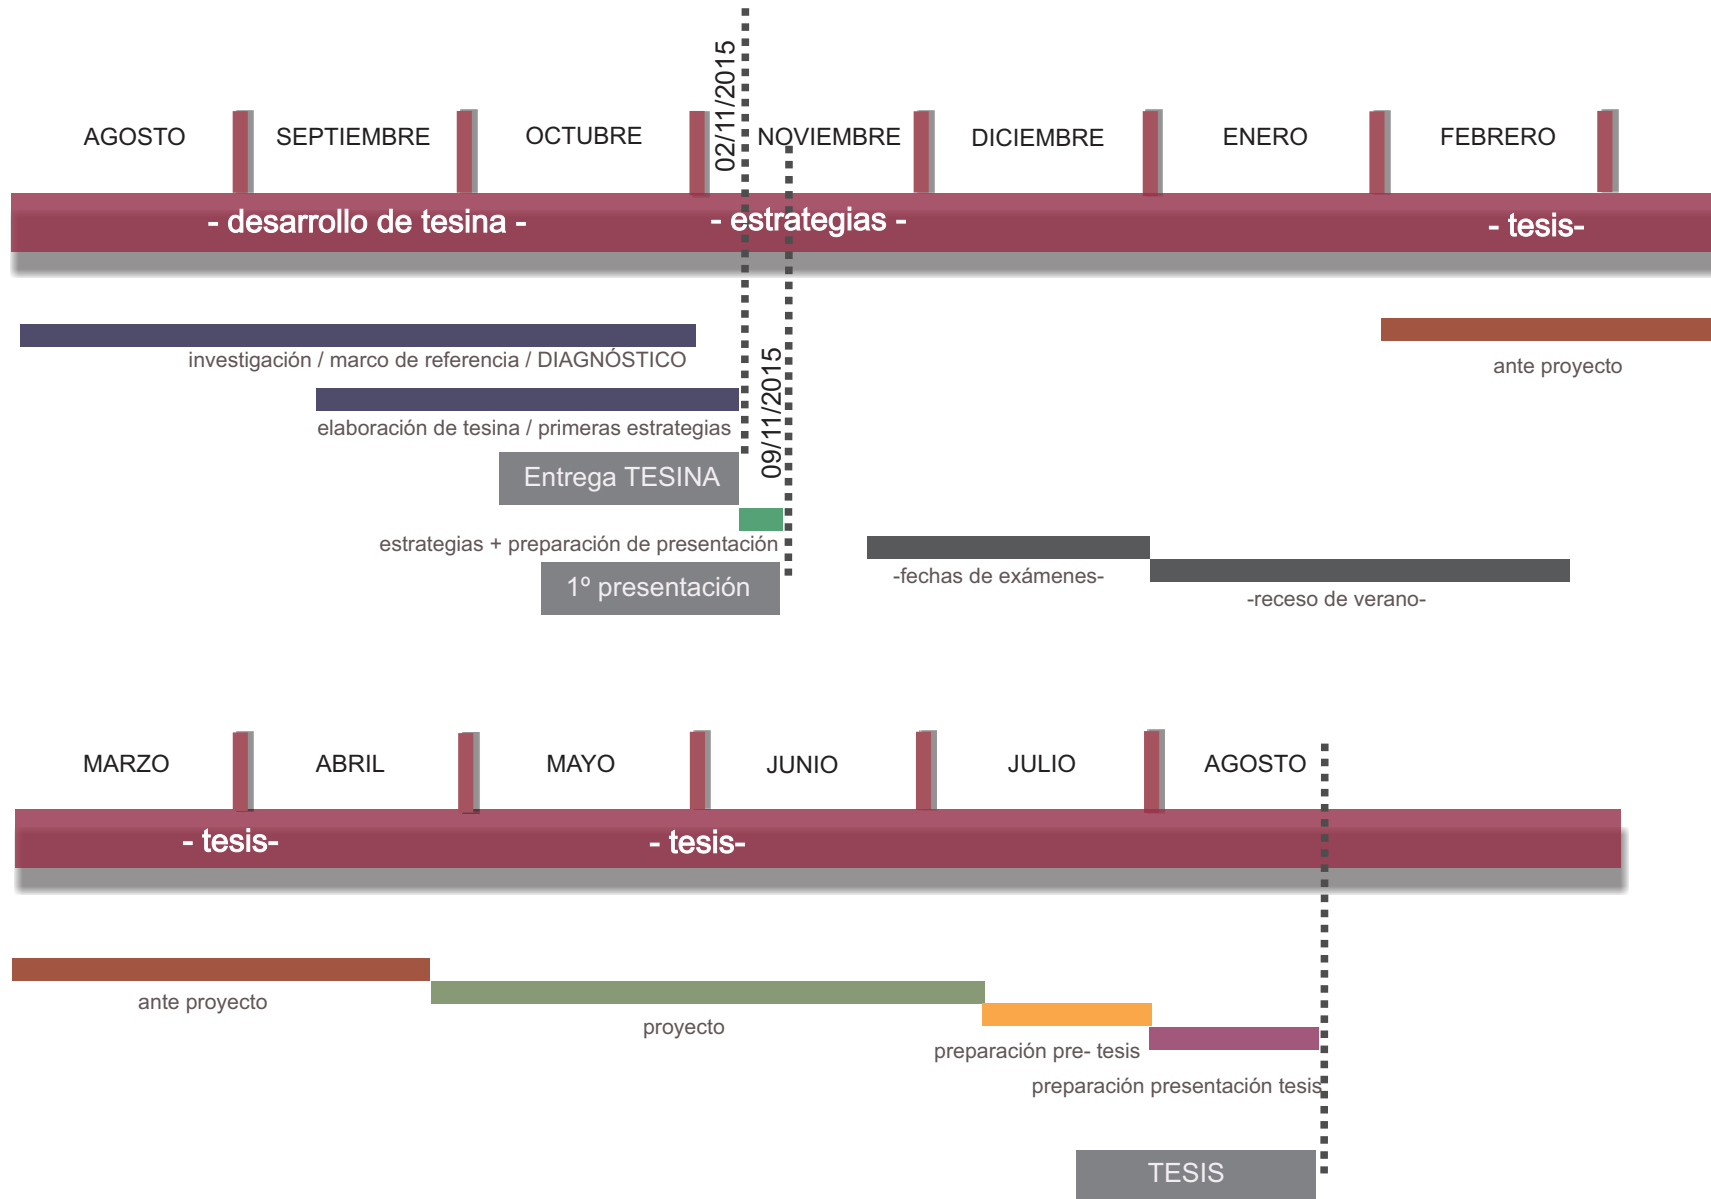 02/11/2015
AGOSTO
SEPTIEMBRE
OCTUBRE
NOVIEMBRE
DICIEMBRE
ENERO
FEBRERO
- desarrollo de tesina -
- estrategias -
- tesis-
investigación / marco de referencia / DIAGNÓSTICO
ante proyecto
09/11/2015
elaboración de tesina / primeras estrategias
Entrega TESINA
estrategias + preparación de presentación
1º presentación
-fechas de exámenes-
-receso de verano-
MARZO
ABRIL
MAYO
JUNIO
JULIO
AGOSTO
- tesis-
- tesis-
ante proyecto
proyecto
preparación pre- tesis
preparación presentación tesis
TESIS